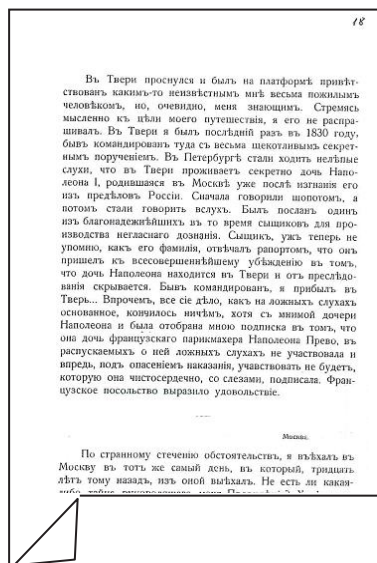 18
Въ Твери проснулся и былъ на платформѣ привѣт-
ствованъ какимъ-то неизвѣстнымъ мнѣ весьма пожилымъ
человѣкомъ, но, очевидно, меня знающимъ. Стремясь
мысленно къ цѣли моего путешествія, я его не распра-
шивалъ. Въ Твери я былъ послѣдній разъ въ 1830 году,
бывъ командированъ туда съ весьма щекотливымъ секрет-
нымъ порученіемъ. Въ Петербургѣ стали ходить нелѣпые
слухи, что въ Твери проживаетъ секретно дочь Напо-
леона I, родившаяся въ Москвѣ уже послѣ изгнанія его
изъ предѣловъ Россіи. Сначала говорили шопотомъ, а
потомъ стали говорить вслухъ. Былъ посланъ одинъ
изъ благонадежнѣйшихъ въ то время сыщиковъ для про-
изводства негласнаго дознанія. Сыщикъ, ужъ теперь не
упомню, какъ его фамилія, отвѣчалъ рапортомъ, что онъ
пришелъ къ всесовершеннѣйшему убѣжденію въ томъ,
что дочь Наполеона находится въ Твери и отъ преслѣдо-
ванія скрывается. Бывъ командированъ, я прибылъ въ
Тверь... Впрочемъ, все сіе дѣло, какъ на ложныхъ слухахъ
основанное, кончилось ничѣмъ, хотя съ мнимой дочери
Наполеона и была отобрана мною подписка въ томъ, что
она дочь французскаго парикмахера Наполеона Прево, въ
распускаемыхъ о ней ложныхъ слухахъ не участвовала и
впредь, подъ опасеніемъ наказанія, учавствовать не будетъ,
которую она чистосердечно, со слезами, подписала. Фран-
цузское посольство выразило удовольствіе.
Москва.
По странному стеченію обстоятельствъ, я въѣхалъ въ
Москву въ тотъ же самый день, въ который, тридцать
лѣтъ тому назадъ, изъ оной выѣхалъ. Не есть ли какая-